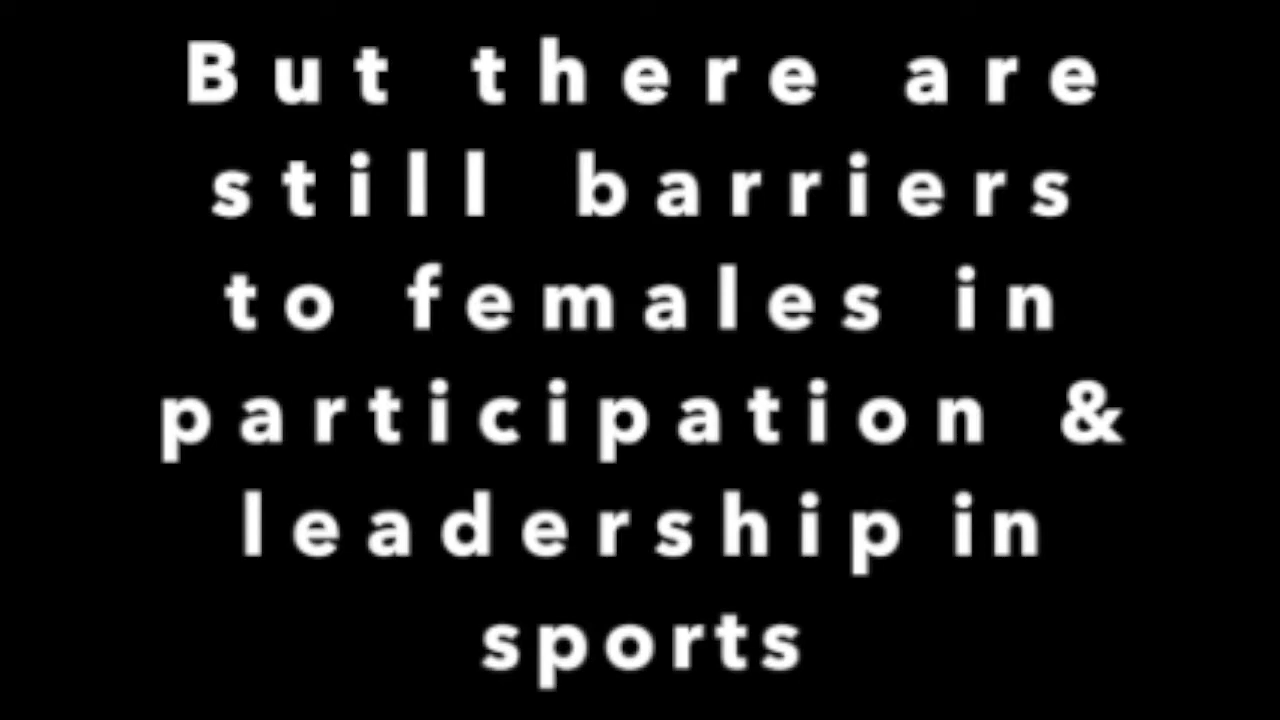 But there are
still barriers
to females in
participation &
leadership in
sports